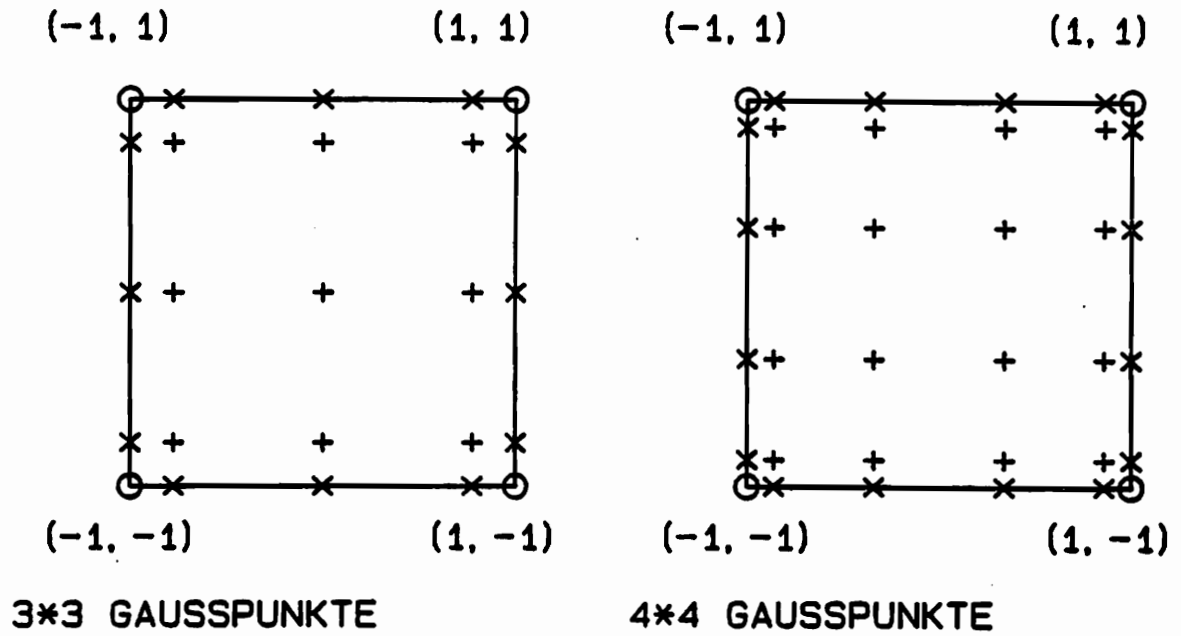 (-1, 1) (1, 1) (-1, 1) (1, 1)
(-1, -1) (1, -1) (-1, -1) (1, -1)
3*3 GAUSSPUNKTE 4*4 GAUSSPUNKTE